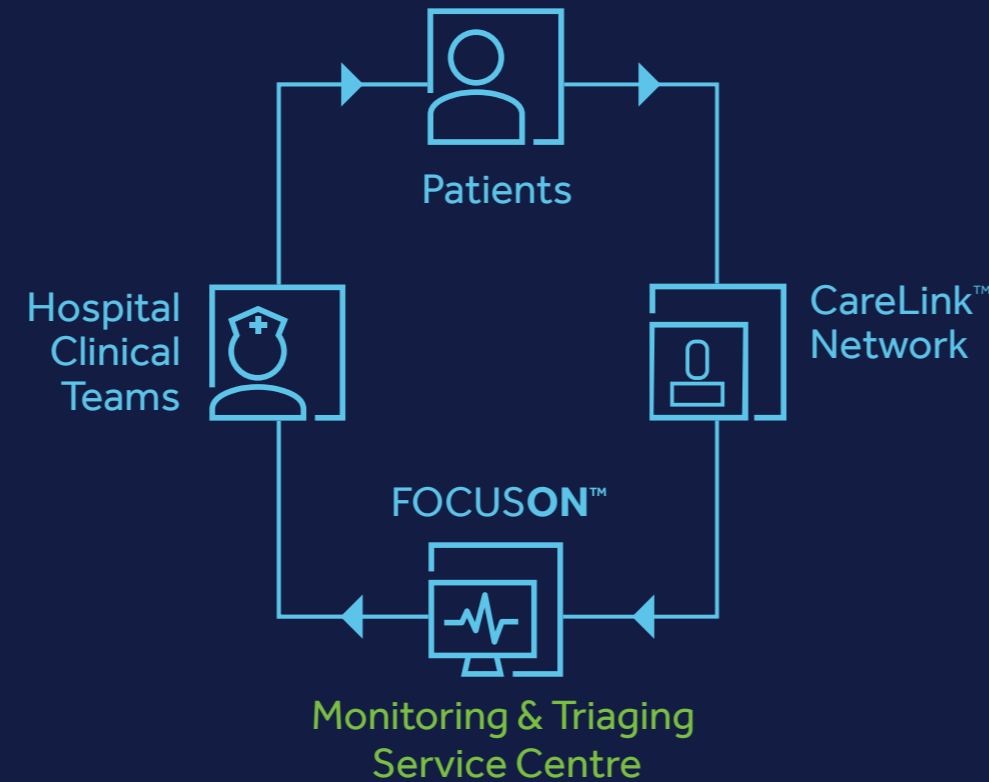 Patients
Hospital
Clinical
Teams
CareLink™
Network
FOCUSON™
Monitoring & Triaging
Service Centre